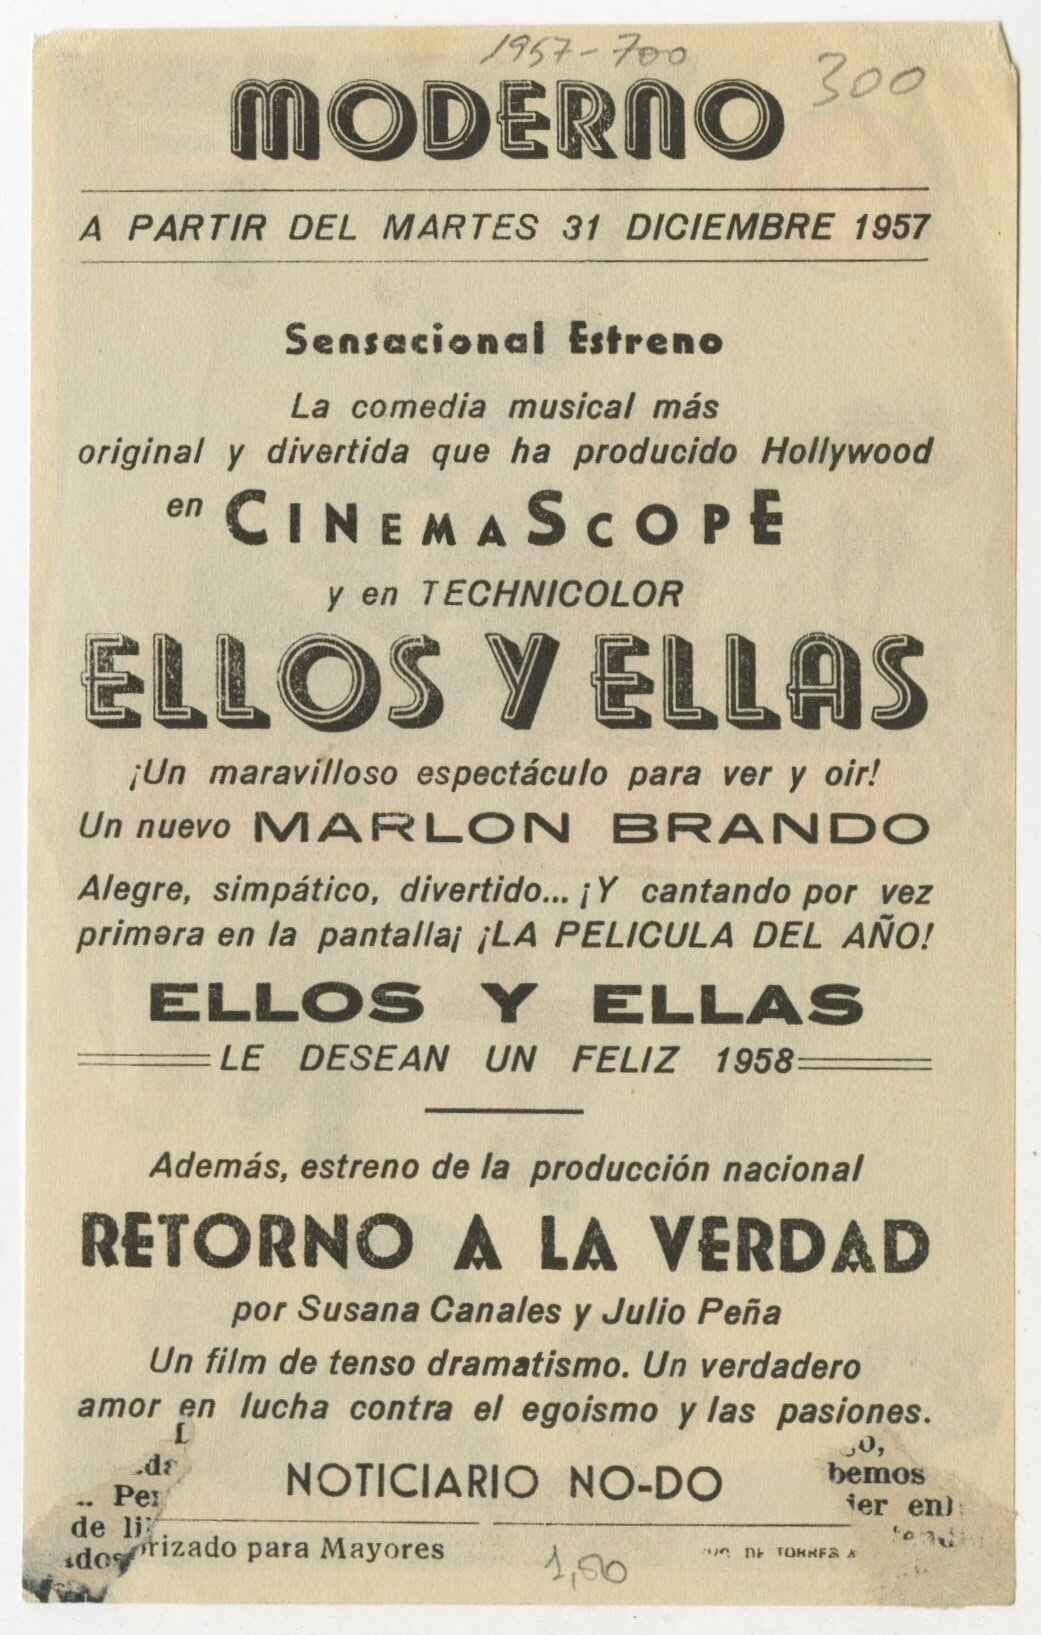 1957-700
300
MODERNO
A PARTIR DEL MARTES 31 DICIEMBRE 1957
Sensacional Estreno
La comedia musical más
original y divertida que ha producido Hollywood
en CINEMASCOPE
y en TECHNICOLOR
ELLOS Y ELLAS
¡Un maravilloso espectáculo para ver y oir!
Un nuevo MARLON BRANDO
Alegre, simpático, divertido... ¡Y cantando por vez
primera en la pantalla¡ ¡LA PELICULA DEL AÑO!
ELLOS Y ELLAS
LE DESEAN UN FELIZ 1958
Además, estreno de la producción nacional
RETORNO A LA VERDAD
por Susana Canales y Julio Peña
Un film de tenso dramatismo. Un verdadero
amor en lucha contra el egoismo y las pasiones.
NOTICIARIO NO-DO
bemos
de
rizado para Mayores
DE TORRES
1,50